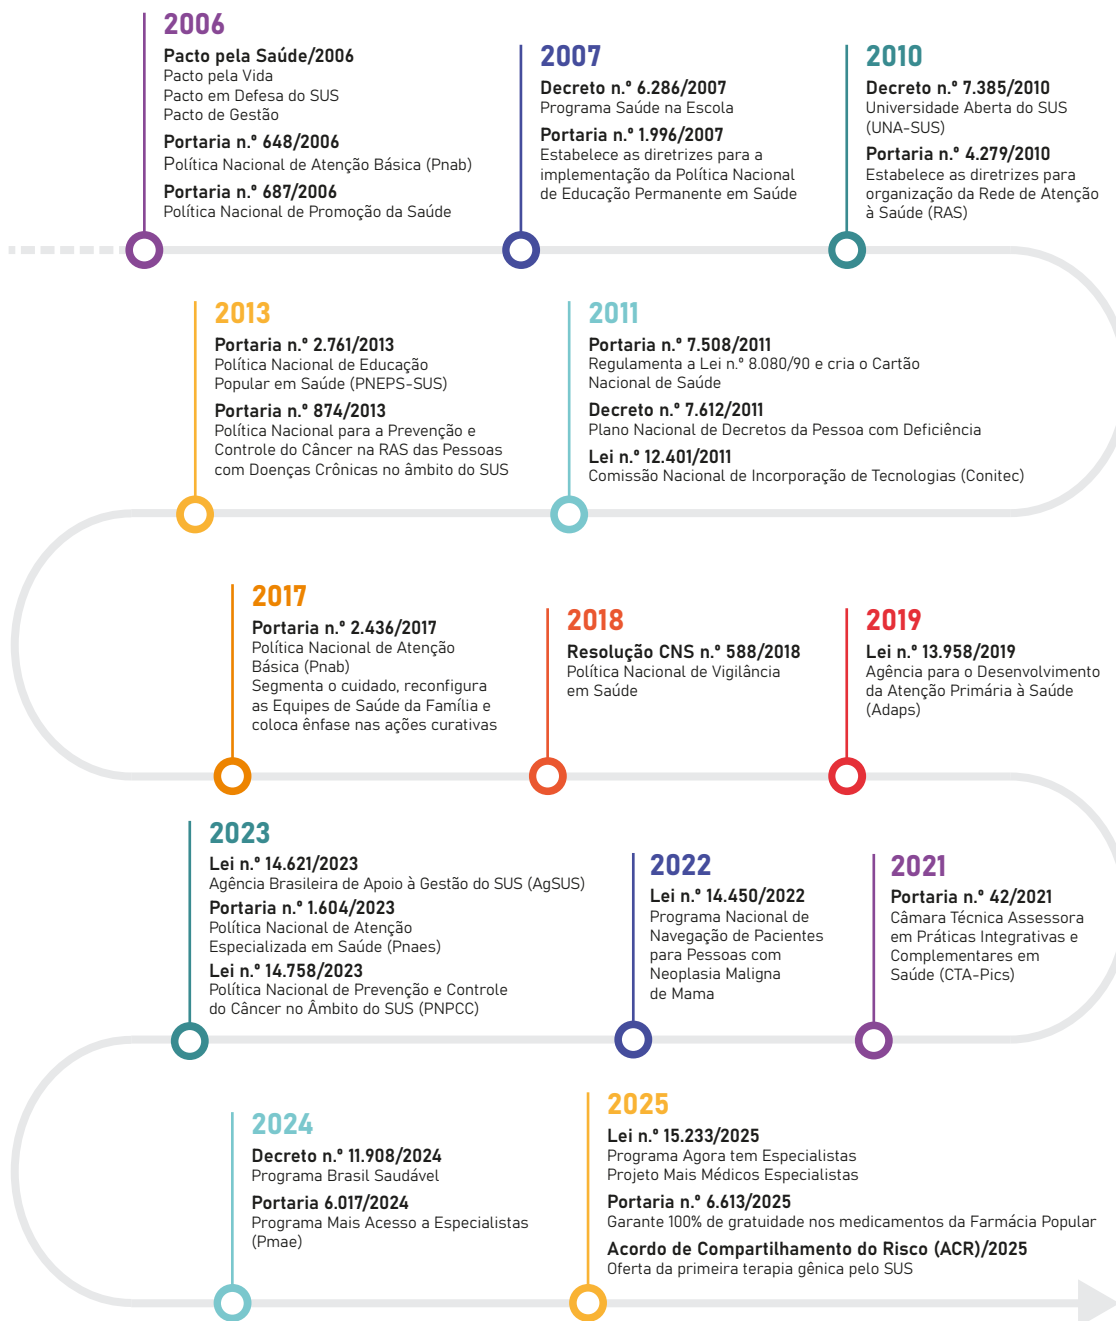 2006
Pacto pela Saúde/2006
Pacto pela Vida
Pacto em Defesa do SUS
Pacto de Gestão
Portaria n.º 648/2006
Política Nacional de Atenção Básica (Pnab)
Portaria n.º 687/2006
Política Nacional de Promoção da Saúde
2007
Decreto n.º 6.286/2007
Programa Saúde na Escola
Portaria n.º 1.996/2007
Estabelece as diretrizes para a
implementação da Política Nacional
de Educação Permanente em Saúde
2010
Decreto n.º 7.385/2010
Universidade Aberta do SUS
(UNA-SUS)
Portaria n.º 4.279/2010
Estabelece as diretrizes para
organização da Rede de Atenção
à Saúde (RAS)
2011
Portaria n.º 7.508/2011
Regulamenta a Lei n.º 8.080/90 e cria o Cartão
Nacional de Saúde
Decreto n.º 7.612/2011
Plano Nacional de Decretos da Pessoa com Deficiência
Lei n.º 12.401/2011
Comissão Nacional de Incorporação de Tecnologias (Conitec)
2013
Portaria n.º 2.761/2013
Política Nacional de Educação
Popular em Saúde (PNEPS-SUS)
Portaria n.º 874/2013
Política Nacional para a Prevenção e
Controle do Câncer na RAS das Pessoas
com Doenças Crônicas no âmbito do SUS
2017
Portaria n.º 2.436/2017
Política Nacional de Atenção
Básica (Pnab)
Segmenta o cuidado, reconfigura
as Equipes de Saúde da Família e
coloca ênfase nas ações curativas
2018
Resolução CNS n.º 588/2018
Política Nacional de Vigilância
em Saúde
2019
Lei n.º 13.958/2019
Agência para o Desenvolvimento
da Atenção Primária à Saúde
(Adaps)
2021
Portaria n.º 42/2021
Câmara Técnica Assessora
em Práticas Integrativas e
Complementares em
Saúde (CTA-Pics)
2022
Lei n.º 14.450/2022
Programa Nacional de
Navegação de Pacientes
para Pessoas com
Neoplasia Maligna
de Mama
2023
Lei n.º 14.621/2023
Agência Brasileira de Apoio à Gestão do SUS (AgSUS)
Portaria n.º 1.604/2023
Política Nacional de Atenção
Especializada em Saúde (Pnaes)
Lei n.º 14.758/2023
Política Nacional de Prevenção e Controle
do Câncer no Âmbito do SUS (PNPCC)
2024
Decreto n.º 11.908/2024
Programa Brasil Saudável
Portaria 6.017/2024
Programa Mais Acesso a Especialistas
(Pmae)
2025
Lei n.º 15.233/2025
Programa Agora tem Especialistas
Projeto Mais Médicos Especialistas
Portaria n.º 6.613/2025
Garante 100% de gratuidade nos medicamentos da Farmácia Popular
Acordo de Compartilhamento do Risco (ACR)/2025
Oferta da primeira terapia gênica pelo SUS